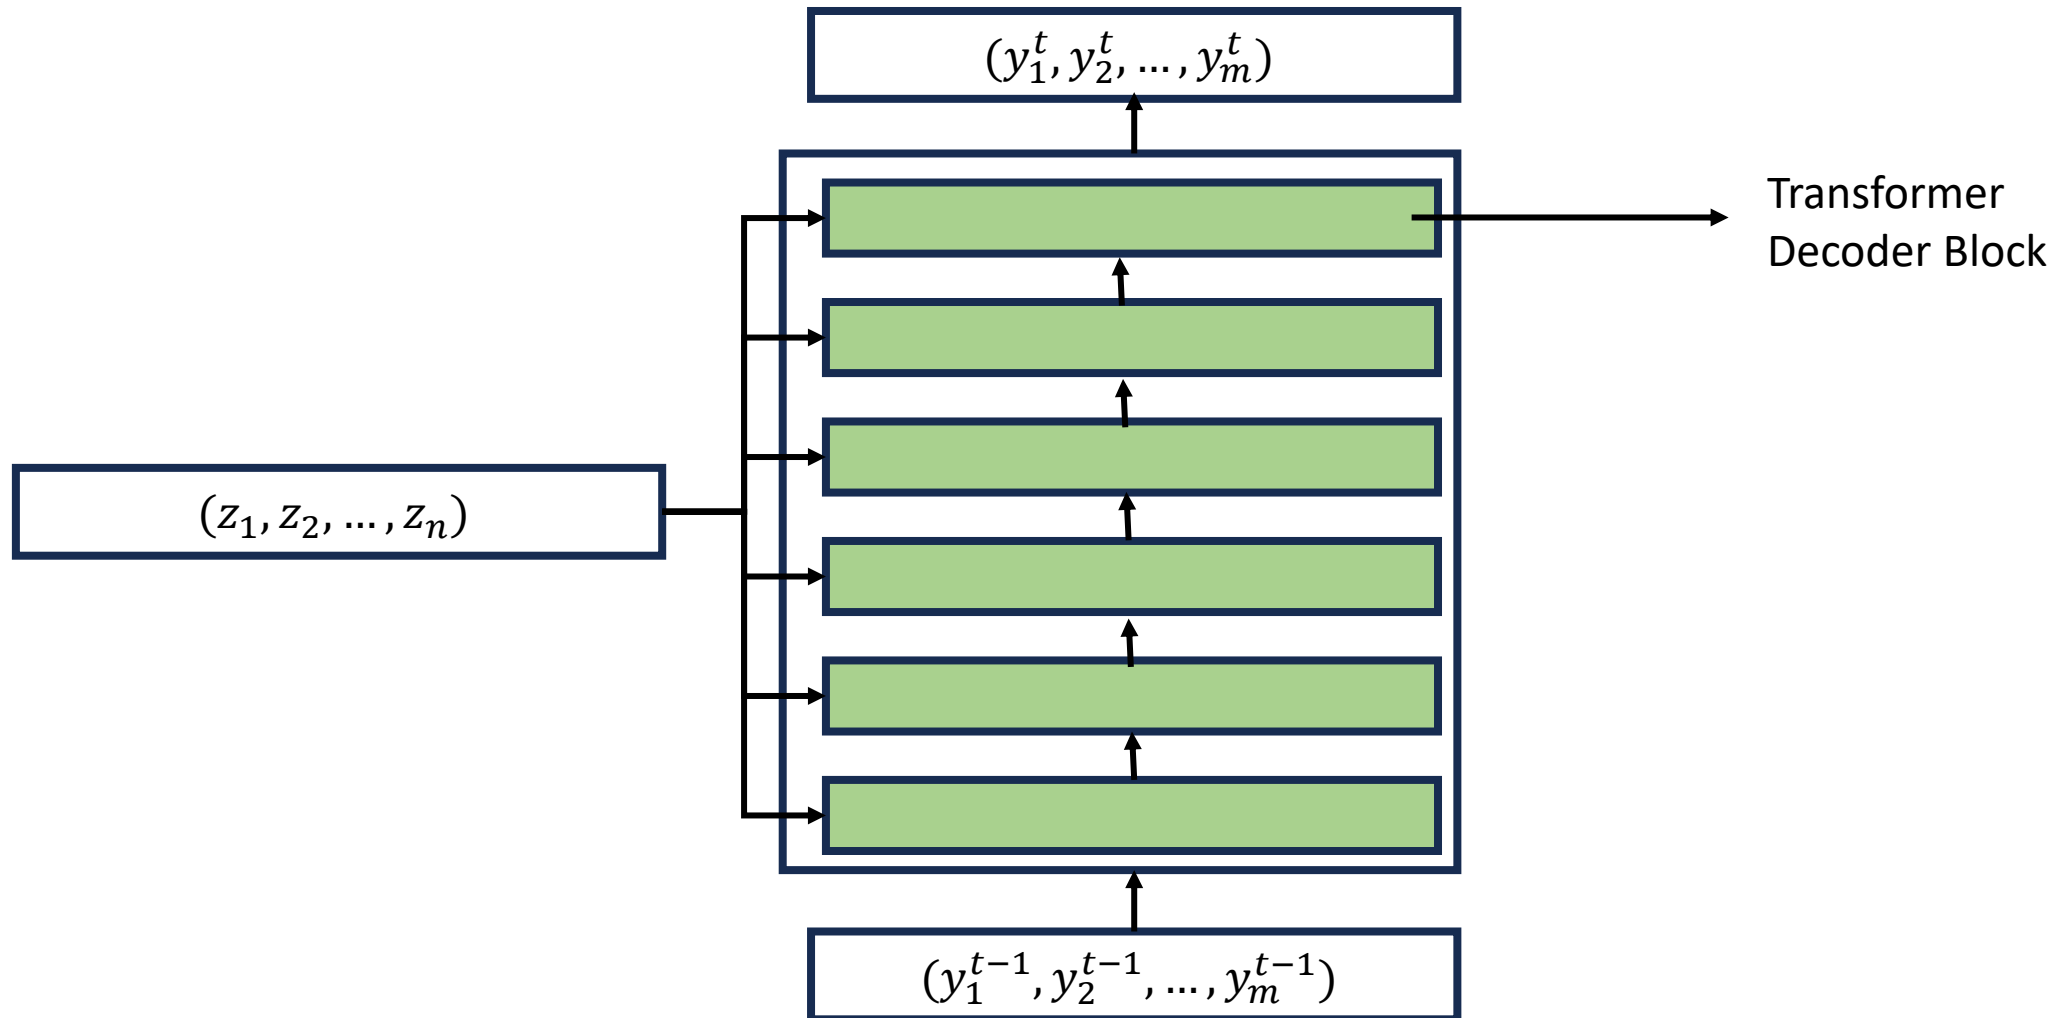 (y_1^t, y_2^t, ..., y_m^t)
Transformer
Decoder Block
(z_1, z_2, ..., z_n)
(y_1^{t-1}, y_2^{t-1}, ..., y_m^{t-1})